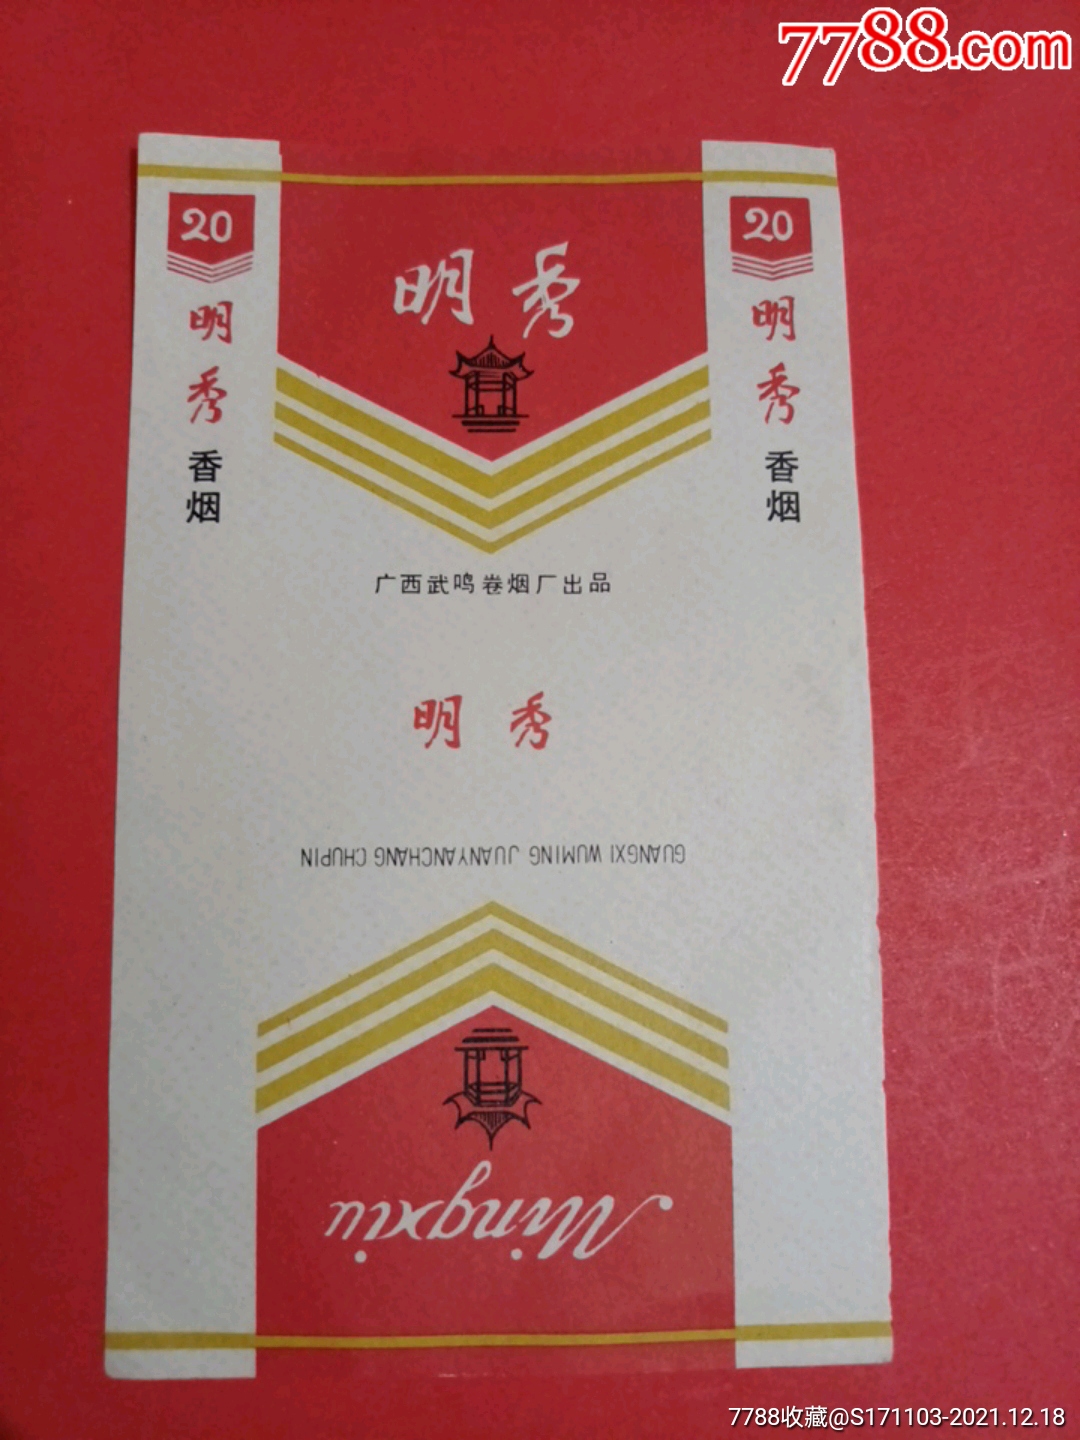 7788.com
20
明秀
香烟
明秀
20
明秀
香烟
广西武鸣卷烟厂出品
明秀
GUANGXI WUMING JUANYANCHANG CHUPIN
Mingxiu
7788收藏@S171103-2021.12.18